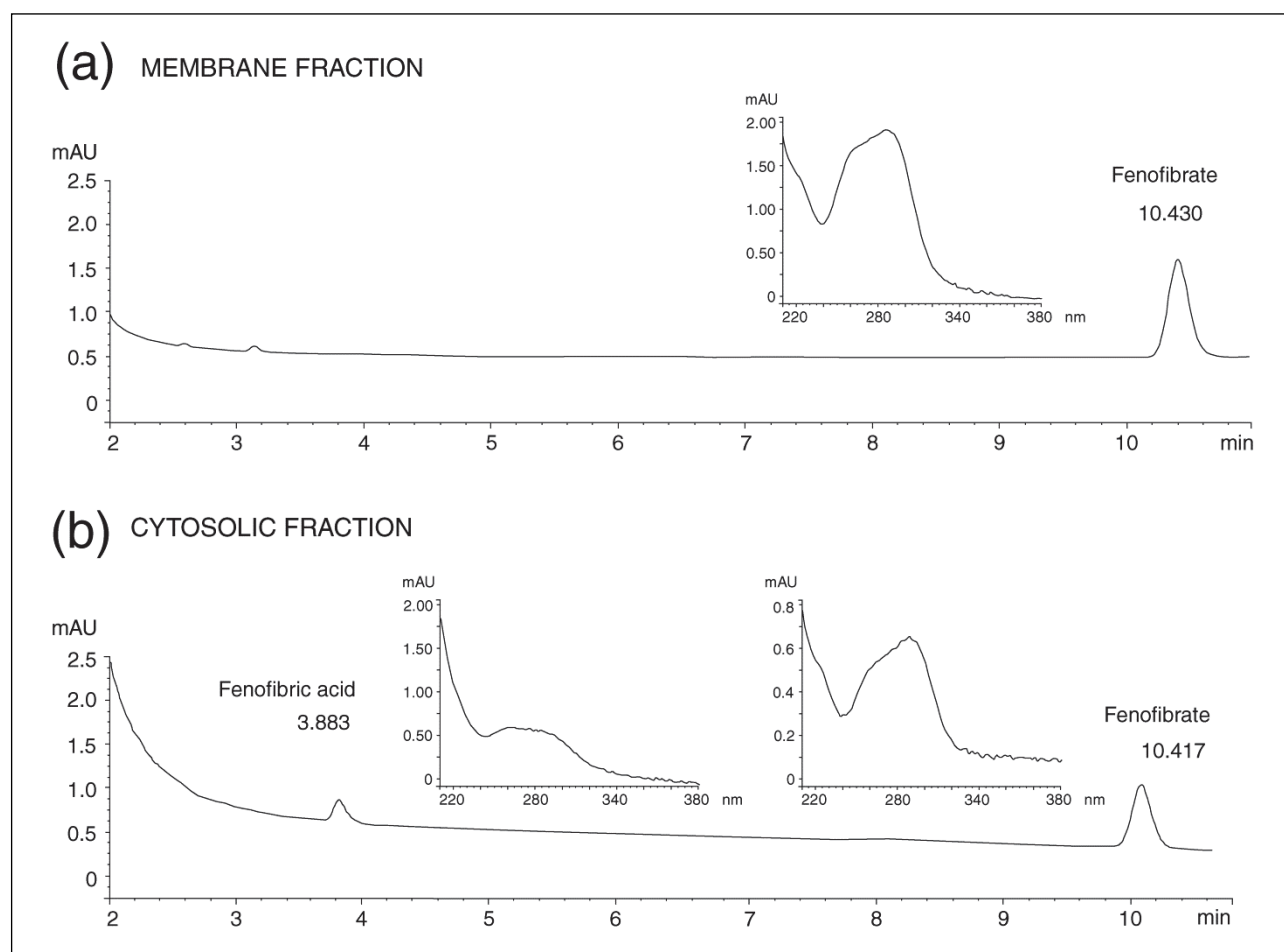 (a) MEMBRANE FRACTION
mAU
2.00
1.50
1.00
0.50
0
220 280 340 380 nm
Fenofibrate
10.430
mAU
2.5
2.0
1.5
1.0
0.5
0
2 3 4 5 6 7 8 9 10 min
(b) CYTOSOLIC FRACTION
mAU
2.00
1.50
1.00
0.50
0
220 280 340 380 nm
mAU
0.8
0.6
0.4
0.2
0
220 280 340 380 nm
Fenofibric acid
3.883
Fenofibrate
10.417
mAU
2.5
2.0
1.5
1.0
0.5
0
2 3 4 5 6 7 8 9 10 min